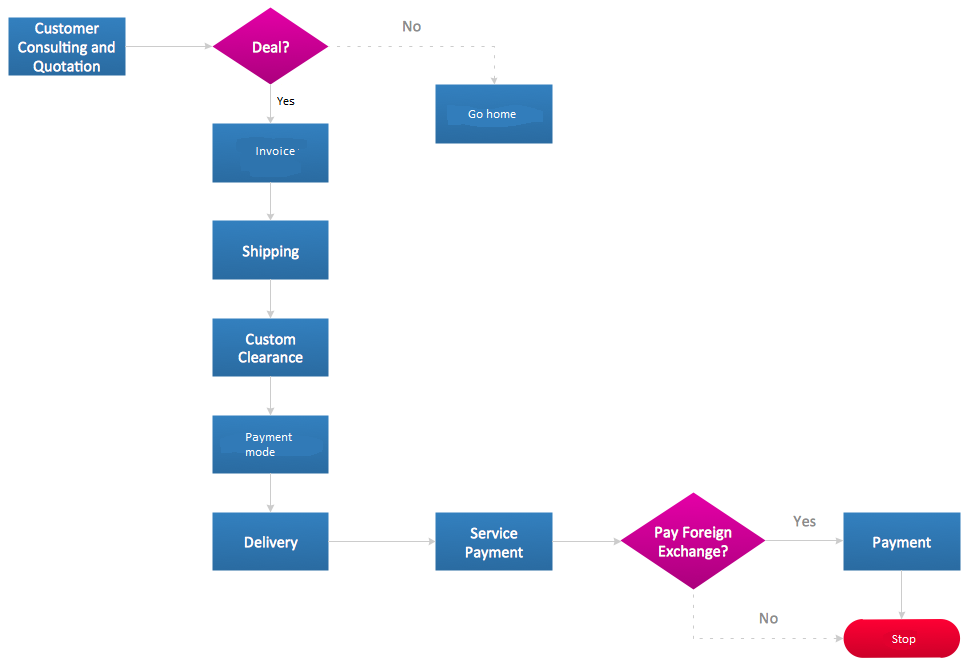 Customer
Consulting and
Quotation
Deal?
No
Yes
Go home
Invoice
Shipping
Custom
Clearance
Payment
mode
Delivery
Service
Payment
Pay Foreign
Exchange?
Yes
Payment
No
Stop